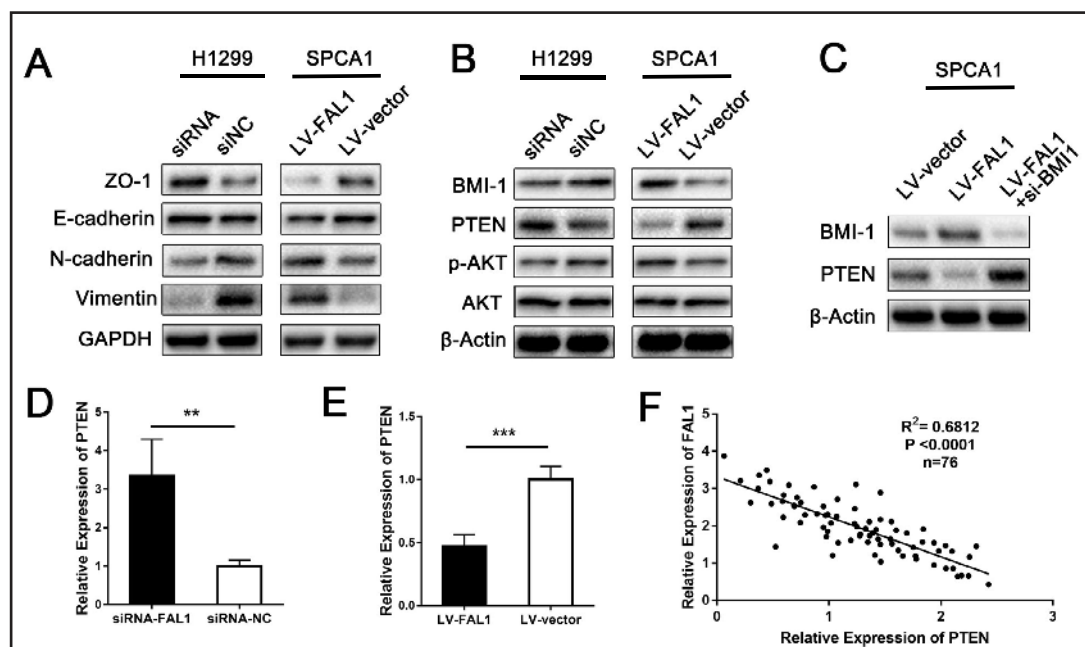 A
H1299
SPCA1
siRNA
siNC
LV-FAL1
LV-vector
ZO-1
E-cadherin
N-cadherin
Vimentin
GAPDH
B
H1299
SPCA1
siRNA
siNC
LV-FAL1
LV-vector
BMI-1
PTEN
p-AKT
AKT
β-Actin
C
SPCA1
LV-vector
LV-FAL1
LV-FAL1
+si-BMI1
BMI-1
PTEN
β-Actin
D
Relative Expression of PTEN
5
4
3
2
1
0
**
siRNA-FAL1
siRNA-NC
E
Relative Expression of PTEN
1.5
1.0
0.5
0.0
***
LV-FAL1
LV-vector
F
Relative Expression of FAL1
5
4
3
2
1
0
R²= 0.6812
P <0.0001
n=76
0
1
2
3
Relative Expression of PTEN